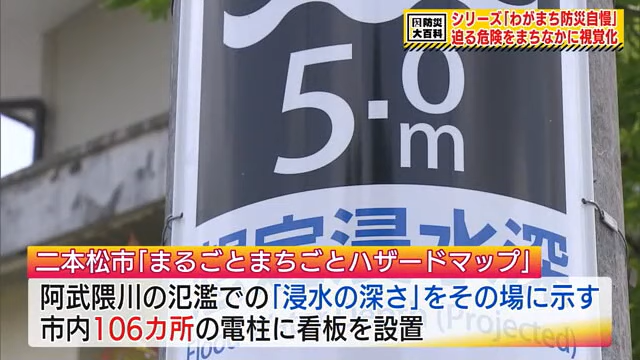 防災
大百科
シリーズ「わがまち防災自慢」
迫る危険をまちなかに視覚化
5.0
m
想定浸水深
二本松市「まるごとまちごとハザードマップ」
阿武隈川の氾濫での「浸水の深さ」をその場に示す
市内106カ所の電柱に看板を設置
(Projected)